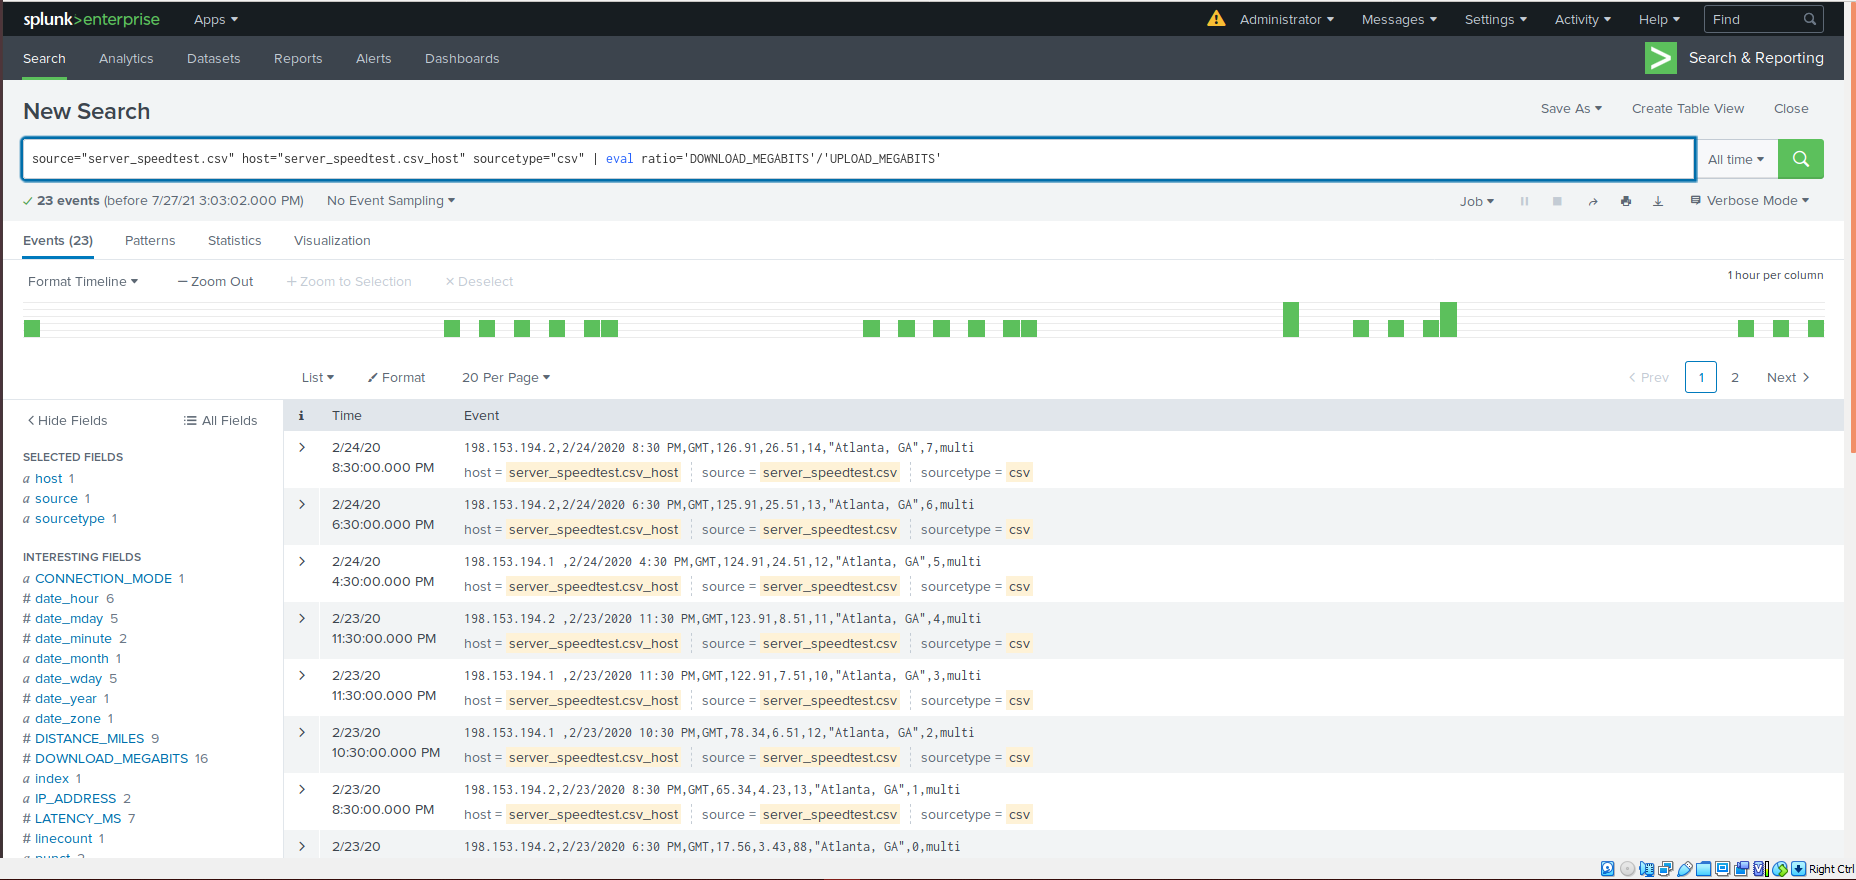 splunk>enterprise Apps Administrator Messages Settings Activity Help Find
Search Analytics Datasets Reports Alerts Dashboards Search & Reporting
New Search Save As Create Table View Close
source="server_speedtest.csv" host="server_speedtest.csv_host" sourcetype="csv" | eval ratio='DOWNLOAD_MEGABITS'/'UPLOAD_MEGABITS' All time
23 events (before 7/27/21 3:03:02.000 PM) No Event Sampling Job Verbose Mode
Events (23) Patterns Statistics Visualization
Format Timeline — Zoom Out + Zoom to Selection × Deselect 1 hour per column
List Format 20 Per Page < Prev 1 2 Next >
< Hide Fields All Fields
SELECTED FIELDS
a host 1
a source 1
a sourcetype 1
INTERESTING FIELDS
a CONNECTION_MODE 1
# date_hour 6
# date_mday 5
# date_minute 2
a date_month 1
a date_wday 5
# date_year 1
a date_zone 1
# DISTANCE_MILES 9
# DOWNLOAD_MEGABITS 16
a index 1
a IP_ADDRESS 2
# LATENCY_MS 7
# linecount 1
i Time Event
> 2/24/20 198.153.194.2,2/24/2020 8:30 PM,GMT,126.91,26.51,14,"Atlanta, GA",7,multi
8:30:00.000 PM host = server_speedtest.csv_host source = server_speedtest.csv sourcetype = csv
> 2/24/20 198.153.194.2,2/24/2020 6:30 PM,GMT,125.91,25.51,13,"Atlanta, GA",6,multi
6:30:00.000 PM host = server_speedtest.csv_host source = server_speedtest.csv sourcetype = csv
> 2/24/20 198.153.194.1 ,2/24/2020 4:30 PM,GMT,124.91,24.51,12,"Atlanta, GA",5,multi
4:30:00.000 PM host = server_speedtest.csv_host source = server_speedtest.csv sourcetype = csv
> 2/23/20 198.153.194.2 ,2/23/2020 11:30 PM,GMT,123.91,8.51,11,"Atlanta, GA",4,multi
11:30:00.000 PM host = server_speedtest.csv_host source = server_speedtest.csv sourcetype = csv
> 2/23/20 198.153.194.1 ,2/23/2020 11:30 PM,GMT,122.91,7.51,10,"Atlanta, GA",3,multi
11:30:00.000 PM host = server_speedtest.csv_host source = server_speedtest.csv sourcetype = csv
> 2/23/20 198.153.194.1 ,2/23/2020 10:30 PM,GMT,78.34,6.51,12,"Atlanta, GA",2,multi
10:30:00.000 PM host = server_speedtest.csv_host source = server_speedtest.csv sourcetype = csv
> 2/23/20 198.153.194.2,2/23/2020 8:30 PM,GMT,65.34,4.23,13,"Atlanta, GA",1,multi
8:30:00.000 PM host = server_speedtest.csv_host source = server_speedtest.csv sourcetype = csv
> 2/23/20 198.153.194.2,2/23/2020 6:30 PM,GMT,17.56,3.43,88,"Atlanta, GA",0,multi
Right Ctrl